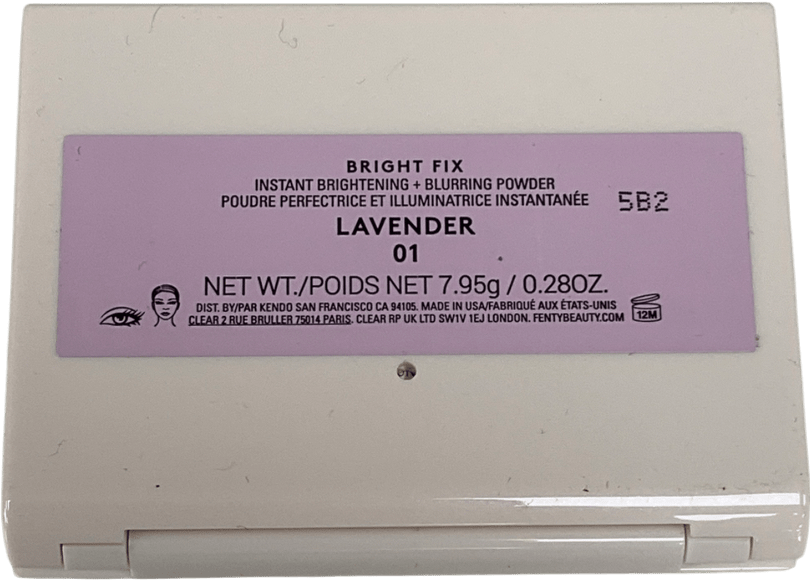 BRIGHT FIX
INSTANT BRIGHTENING + BLURRING POWDER
POUDRE PERFECTRICE ET ILLUMINATRICE INSTANTANÉE
5B2
LAVENDER
01
NET WT./POIDS NET 7.95g / 0.28OZ.
DIST. BY/PAR KENDO SAN FRANCISCO CA 94105. MADE IN USA/FABRIQUÉ AUX ÉTATS-UNIS
CLEAR 2 RUE BRULLER 75014 PARIS. CLEAR RP UK LTD SW1V 1EJ LONDON. FENTYBEAUTY.COM
12M